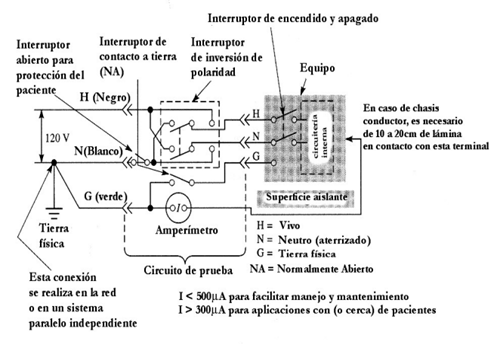 Interruptor de encendido y apagado
Interruptor
abierto para
protección del
paciente
Interruptor de
contacto a tierra
(NA)
Interruptor
de inversión de
polaridad
Equipo
H (Negro)
120 V
N(Blanco)
G (verde)
H
N
G
circuitería
interna
En caso de chasis
conductor, es necesario
de 10 a 20cm de lámina
en contacto con esta terminal
Superficie aislante
I
Amperímetro
Tierra
física
Circuito de prueba
H = Vivo
N = Neutro (aterrizado)
G = Tierra física
NA = Normalmente Abierto
Esta conexión
se realiza en la red
o en un sistema
paralelo independiente
I < 500µA para facilitar manejo y mantenimiento
I > 300µA para aplicaciones con (o cerca) de pacientes